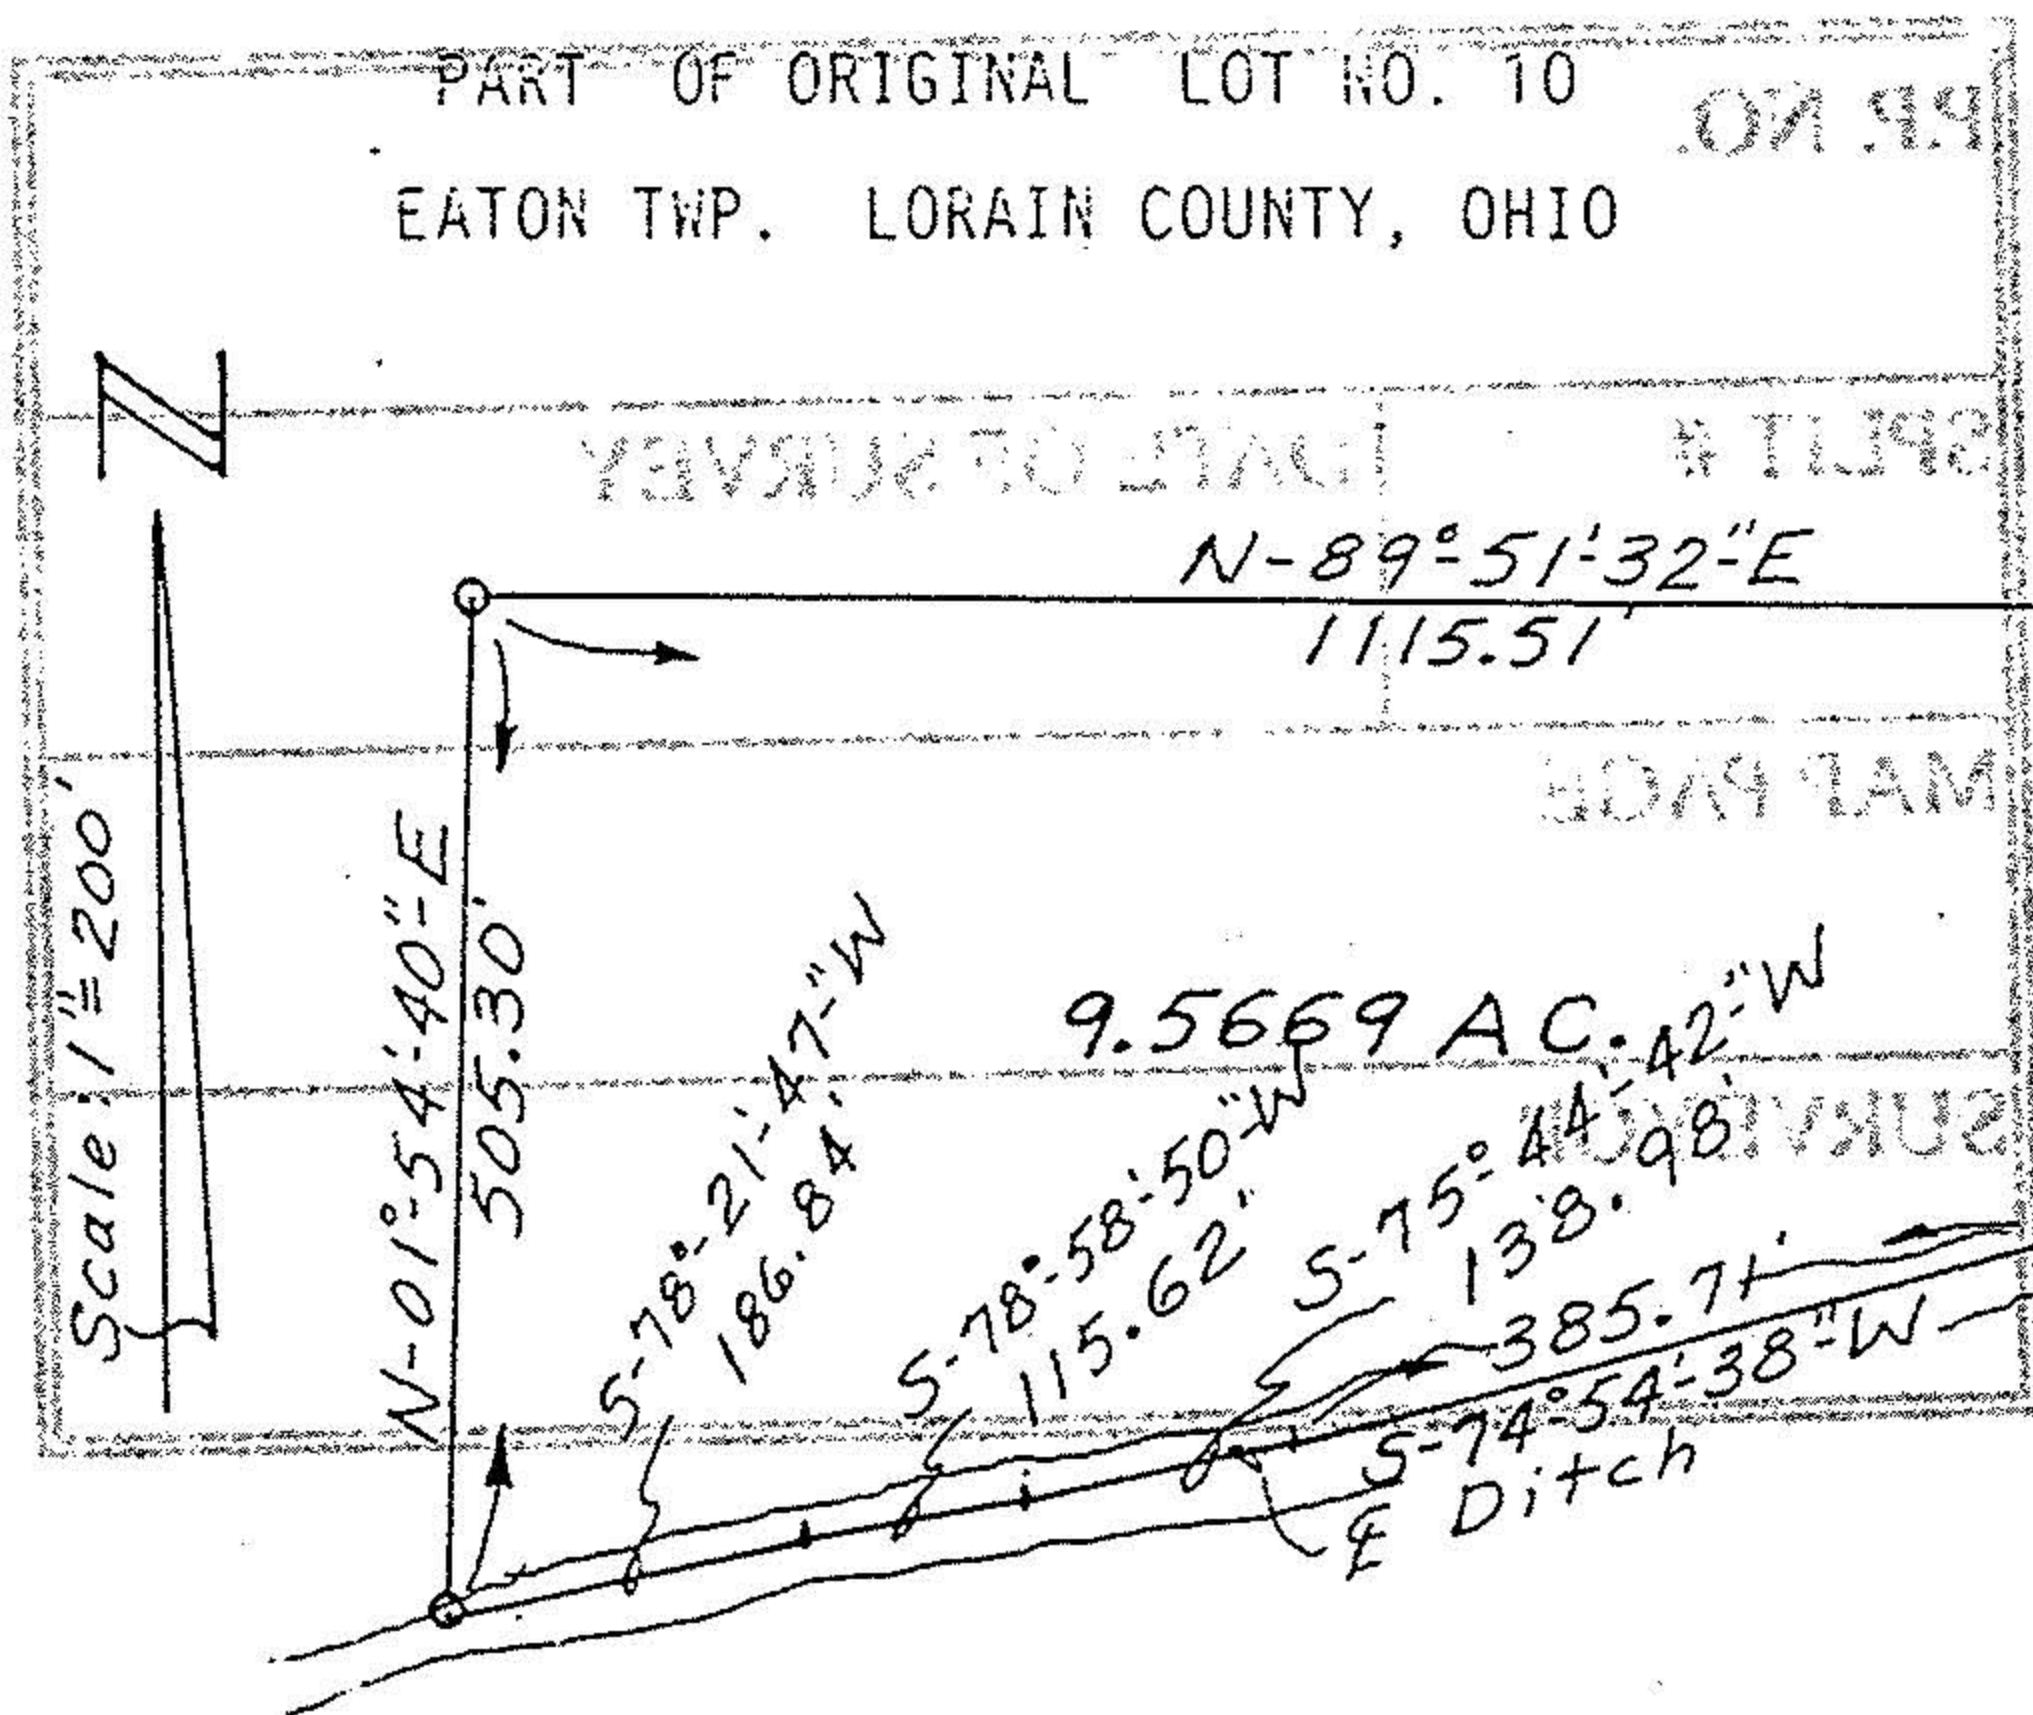 PART OF ORIGINAL LOT NO. 10
P.P. NO.
EATON TWP. LORAIN COUNTY, OHIO
N
DATE OF SURVEY
SPLIT #
N-89°-51'-32"-E
1115.51'
MAP PAGE
Scale: 1"=200'
N-01°-54'-40"-E
505.30'
9.5669 AC.
SURVEYOR
S-78°-21'-47"-W
186.84'
S-78°-58'-50"-W
115.62'
S-75°-44'-42"-W
138.98'
385.71'
S-74°-54'-38"-W
℄ Ditch